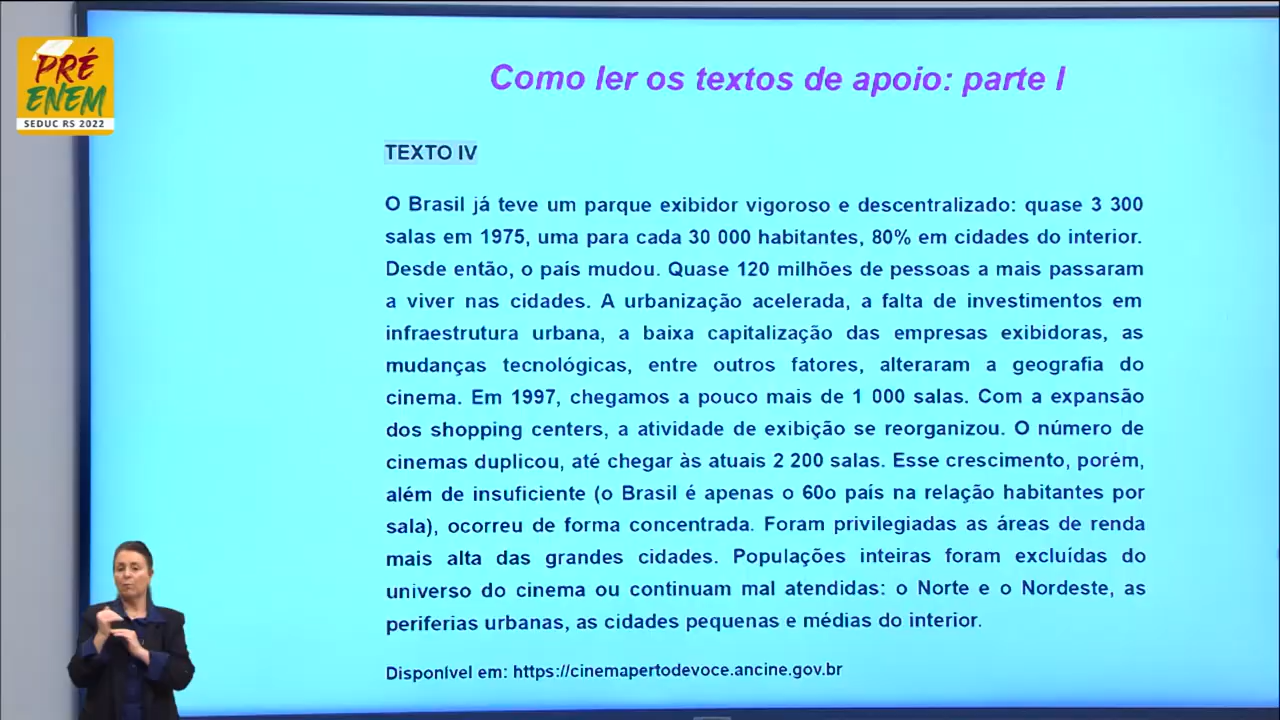 PRÉ
ENEM
SEDUC RS 2022
Como ler os textos de apoio: parte I
TEXTO IV
O Brasil já teve um parque exibidor vigoroso e descentralizado: quase 3 300
salas em 1975, uma para cada 30 000 habitantes, 80% em cidades do interior.
Desde então, o país mudou. Quase 120 milhões de pessoas a mais passaram
a viver nas cidades. A urbanização acelerada, a falta de investimentos em
infraestrutura urbana, a baixa capitalização das empresas exibidoras, as
mudanças tecnológicas, entre outros fatores, alteraram a geografia do
cinema. Em 1997, chegamos a pouco mais de 1 000 salas. Com a expansão
dos shopping centers, a atividade de exibição se reorganizou. O número de
cinemas duplicou, até chegar às atuais 2 200 salas. Esse crescimento, porém,
além de insuficiente (o Brasil é apenas o 60o país na relação habitantes por
sala), ocorreu de forma concentrada. Foram privilegiadas as áreas de renda
mais alta das grandes cidades. Populações inteiras foram excluídas do
universo do cinema ou continuam mal atendidas: o Norte e o Nordeste, as
periferias urbanas, as cidades pequenas e médias do interior.
Disponível em: https://cinemapertodevoce.ancine.gov.br